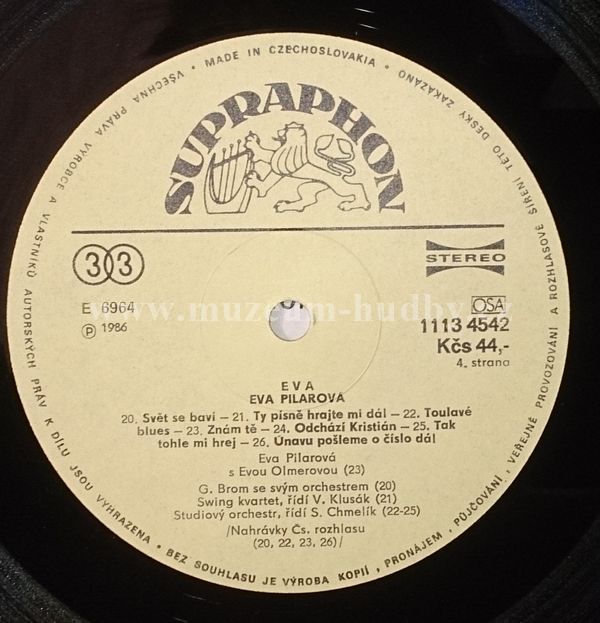 VŠECHNA PRÁVA VÝROBCE A VLASTNÍKŮ AUTORSKÝCH PRÁV K DÍLU JSOU VYHRAZENA • BEZ SOUHLASU JE VÝROBA KOPIÍ, PRONÁJEM, PŮJČOVÁNÍ, VEŘEJNÉ PROVOZOVÁNÍ A ROZHLASOVÉ ŠÍŘENÍ TÉTO DESKY ZAKÁZÁNO • MADE IN CZECHOSLOVAKIA •
SUPRAPHON
33
STEREO
E 6964
www.muzeum-hudby.cz
OSA
Ⓟ 1986
1113 4542
Kčs 44,-
4. strana
EVA
EVA PILAROVÁ
20. Svět se baví – 21. Ty písně hrajte mi dál – 22. Toulavé
blues – 23. Znám tě – 24. Odchází Kristián – 25. Tak
tohle mi hrej – 26. Únavu pošleme o číslo dál
Eva Pilarová
s Evou Olmerovou (23)
G. Brom se svým orchestrem (20)
Swing kvartet, řídí V. Klusák (21)
Studiový orchestr, řídí S. Chmelík (22-25)
/Nahrávky Čs. rozhlasu
(20, 22, 23, 26)/